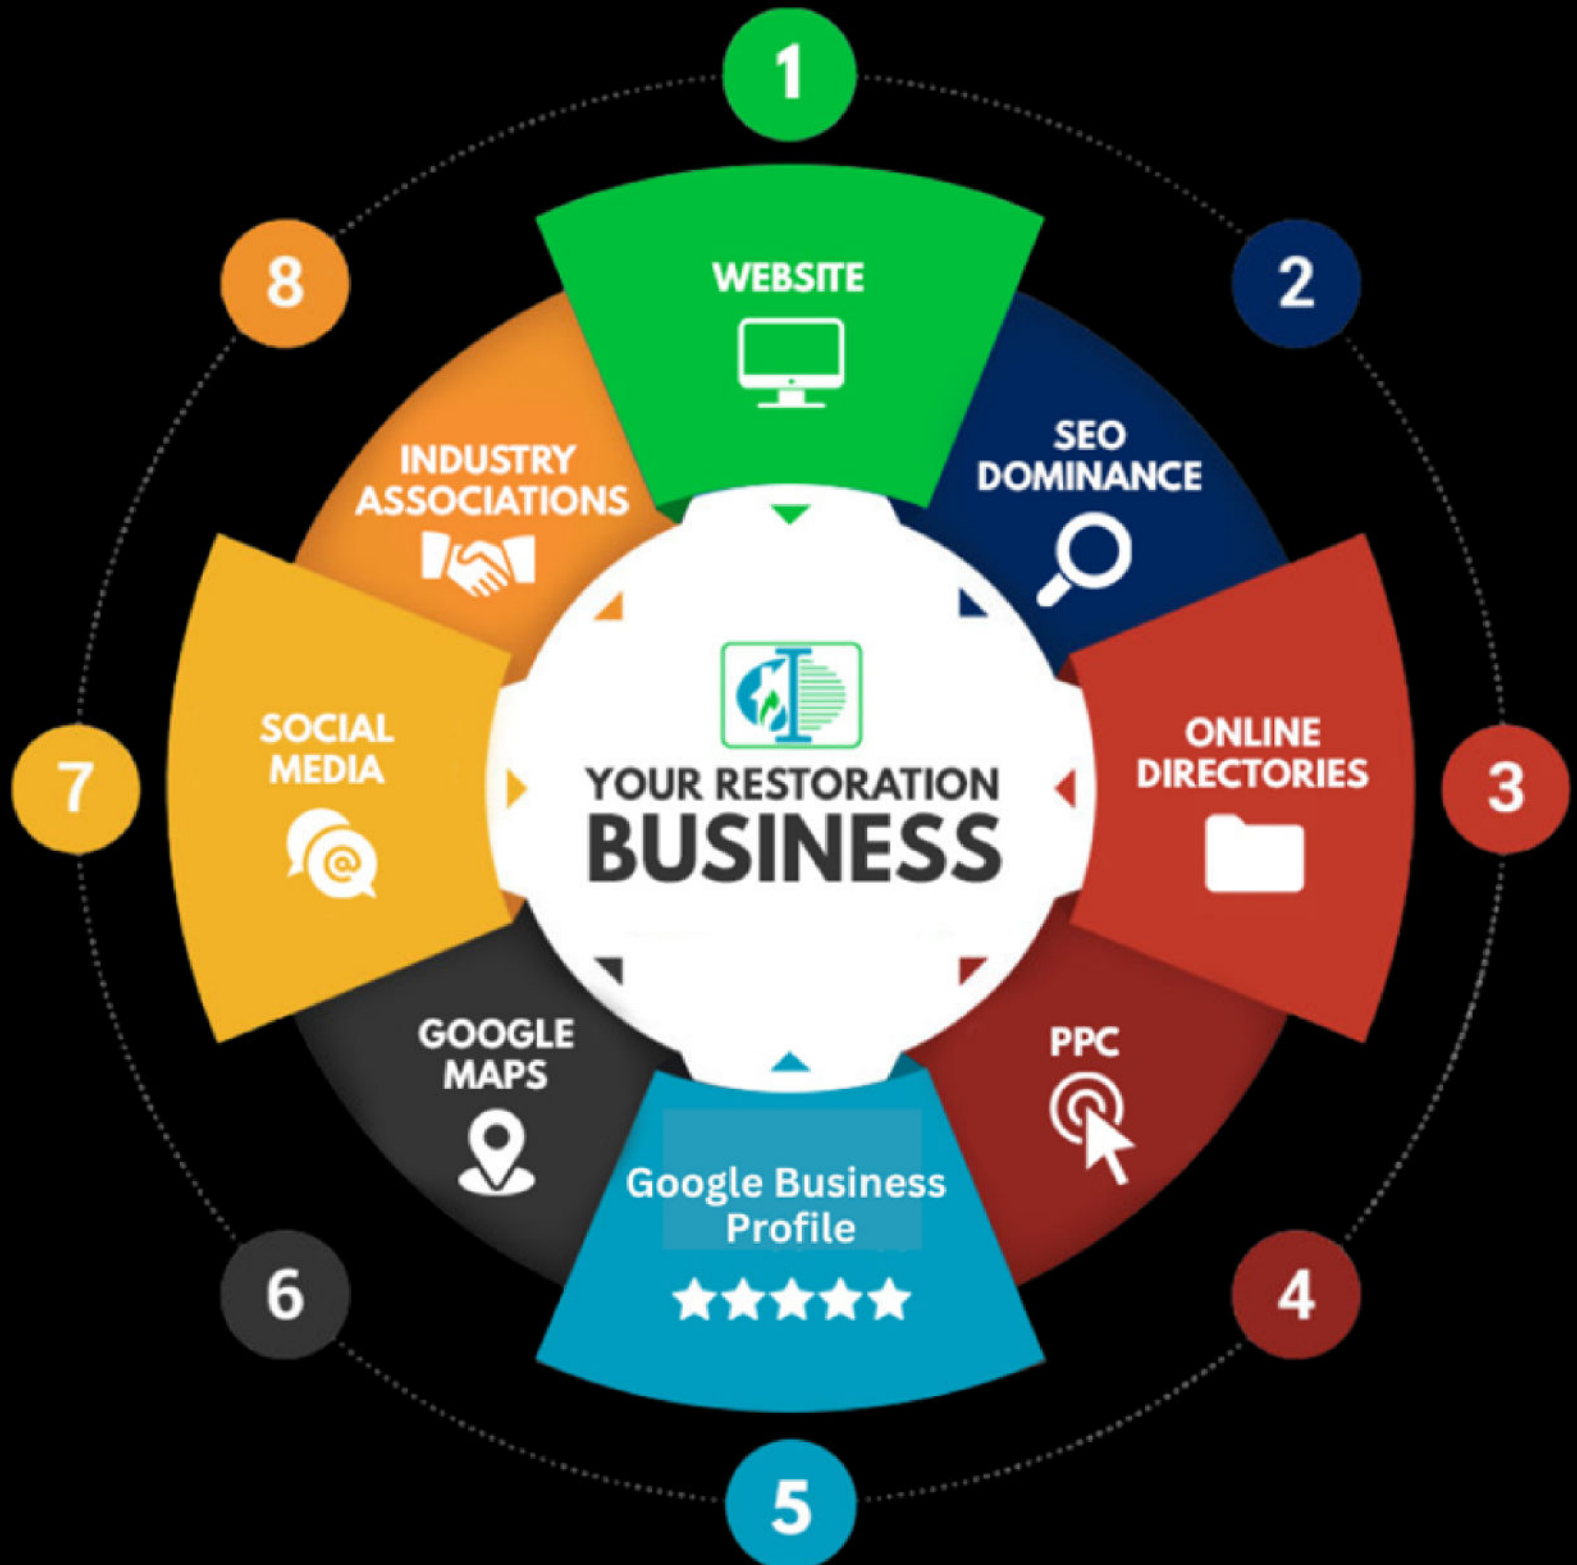 1
WEBSITE
2
SEO
DOMINANCE
3
ONLINE
DIRECTORIES
4
PPC
5
Google Business
Profile
6
GOOGLE
MAPS
7
SOCIAL
MEDIA
@
8
INDUSTRY
ASSOCIATIONS
YOUR RESTORATION
BUSINESS